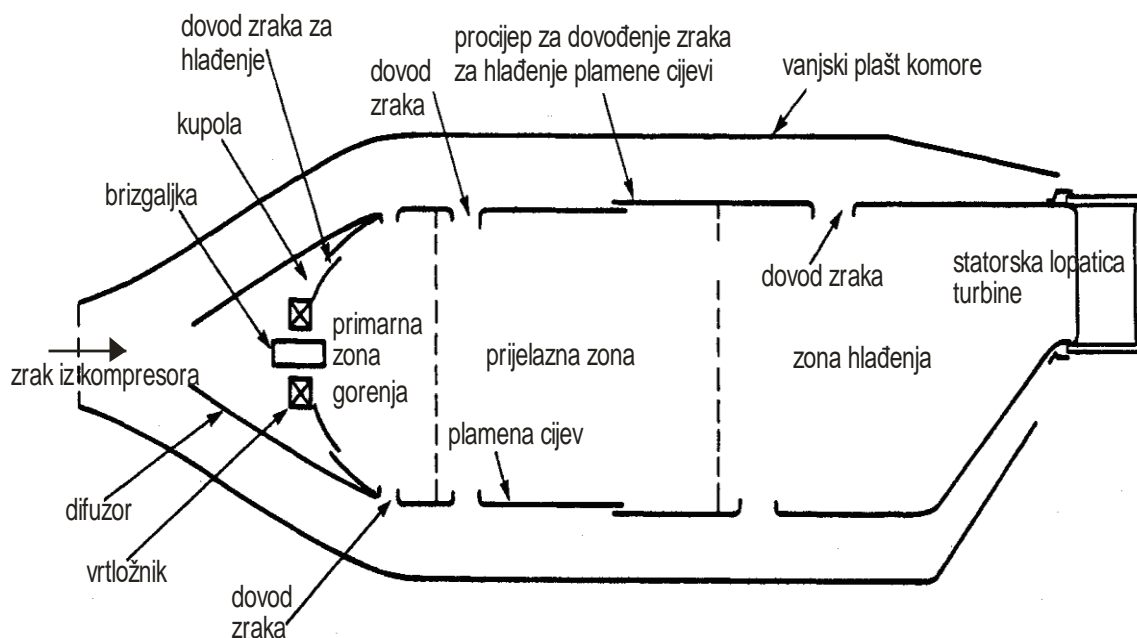 dovod zraka za
hlađenje
procijep za dovođenje zraka
za hlađenje plamene cijevi
vanjski plašt komore
dovod
zraka
kupola
brizgaljka
dovod zraka
statorska lopatica
turbine
primarna
zona
gorenja
prijelazna zona
zona hlađenja
zrak iz kompresora
plamena cijev
difuzor
vrtložnik
dovod
zraka